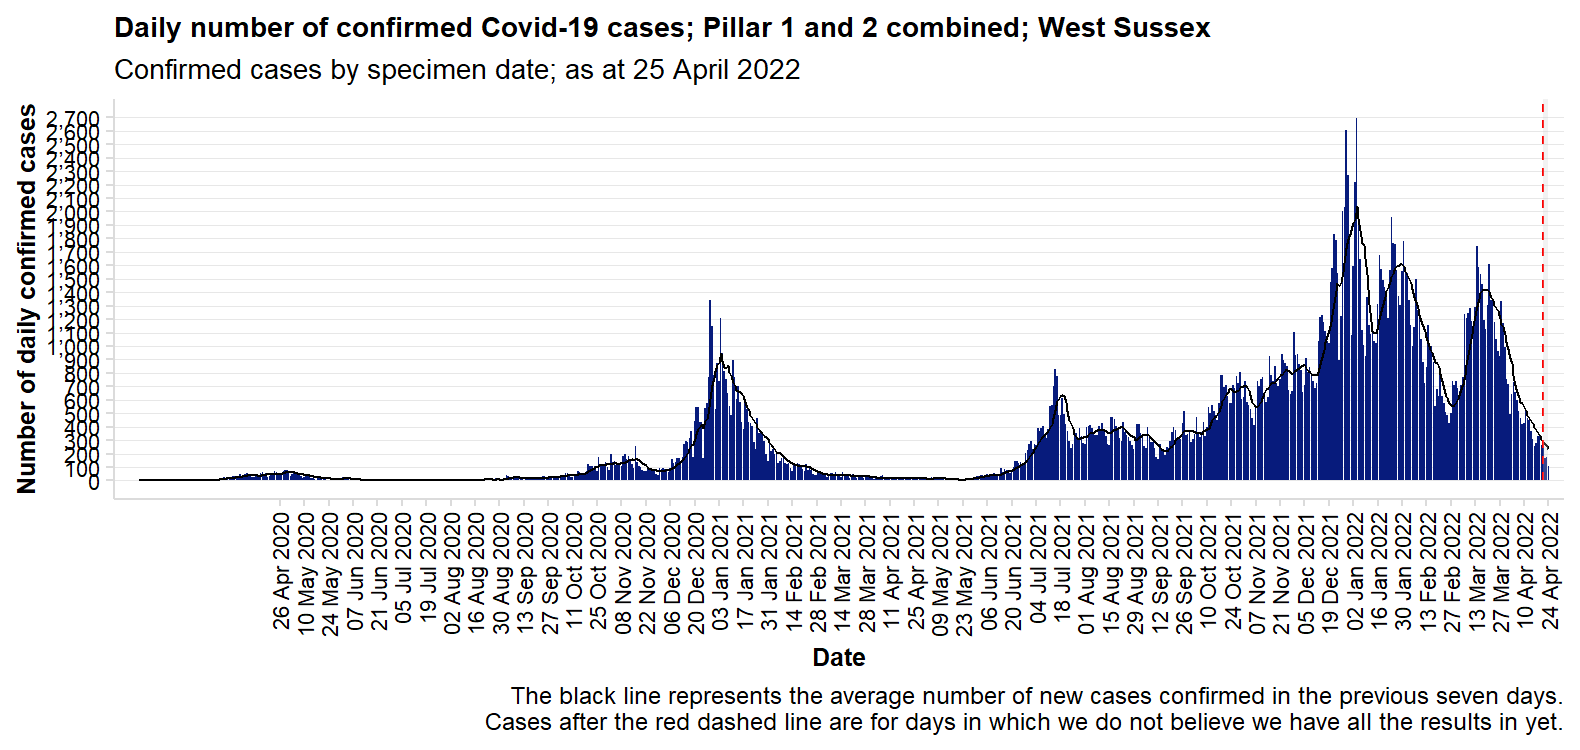 Daily number of confirmed Covid-19 cases; Pillar 1 and 2 combined; West Sussex
Confirmed cases by specimen date; as at 25 April 2022
Number of daily confirmed cases
2,700
2,600
2,500
2,400
2,300
2,200
2,100
2,000
1,900
1,800
1,700
1,600
1,500
1,400
1,300
1,200
1,100
1,000
900
800
700
600
500
400
300
200
100
0
26 Apr 2020
10 May 2020
24 May 2020
07 Jun 2020
21 Jun 2020
05 Jul 2020
19 Jul 2020
02 Aug 2020
16 Aug 2020
30 Aug 2020
13 Sep 2020
27 Sep 2020
11 Oct 2020
25 Oct 2020
08 Nov 2020
22 Nov 2020
06 Dec 2020
20 Dec 2020
03 Jan 2021
17 Jan 2021
31 Jan 2021
14 Feb 2021
28 Feb 2021
14 Mar 2021
28 Mar 2021
11 Apr 2021
25 Apr 2021
09 May 2021
23 May 2021
06 Jun 2021
20 Jun 2021
04 Jul 2021
18 Jul 2021
01 Aug 2021
15 Aug 2021
29 Aug 2021
12 Sep 2021
26 Sep 2021
10 Oct 2021
24 Oct 2021
07 Nov 2021
21 Nov 2021
05 Dec 2021
19 Dec 2021
02 Jan 2022
16 Jan 2022
30 Jan 2022
13 Feb 2022
27 Feb 2022
13 Mar 2022
27 Mar 2022
10 Apr 2022
24 Apr 2022
Date
The black line represents the average number of new cases confirmed in the previous seven days.
Cases after the red dashed line are for days in which we do not believe we have all the results in yet.